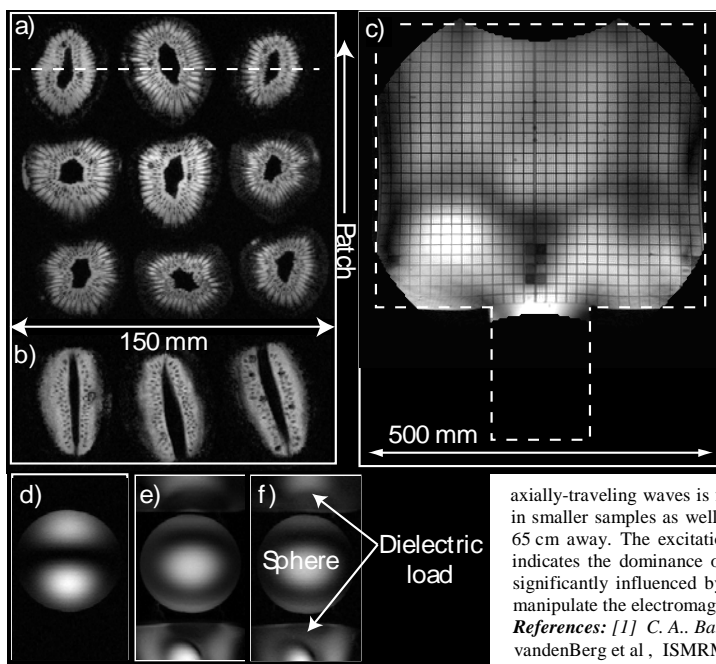 a)
c)
Patch
150 mm
b)
500 mm
d)
e)
f)
Sphere
Dielectric
load
axially-traveling waves is
in smaller samples as well
65 cm away. The excitatio
indicates the dominance o
significantly influenced by
manipulate the electromag
References: [1] C. A.. Ba
vandenBerg et al , ISMRM